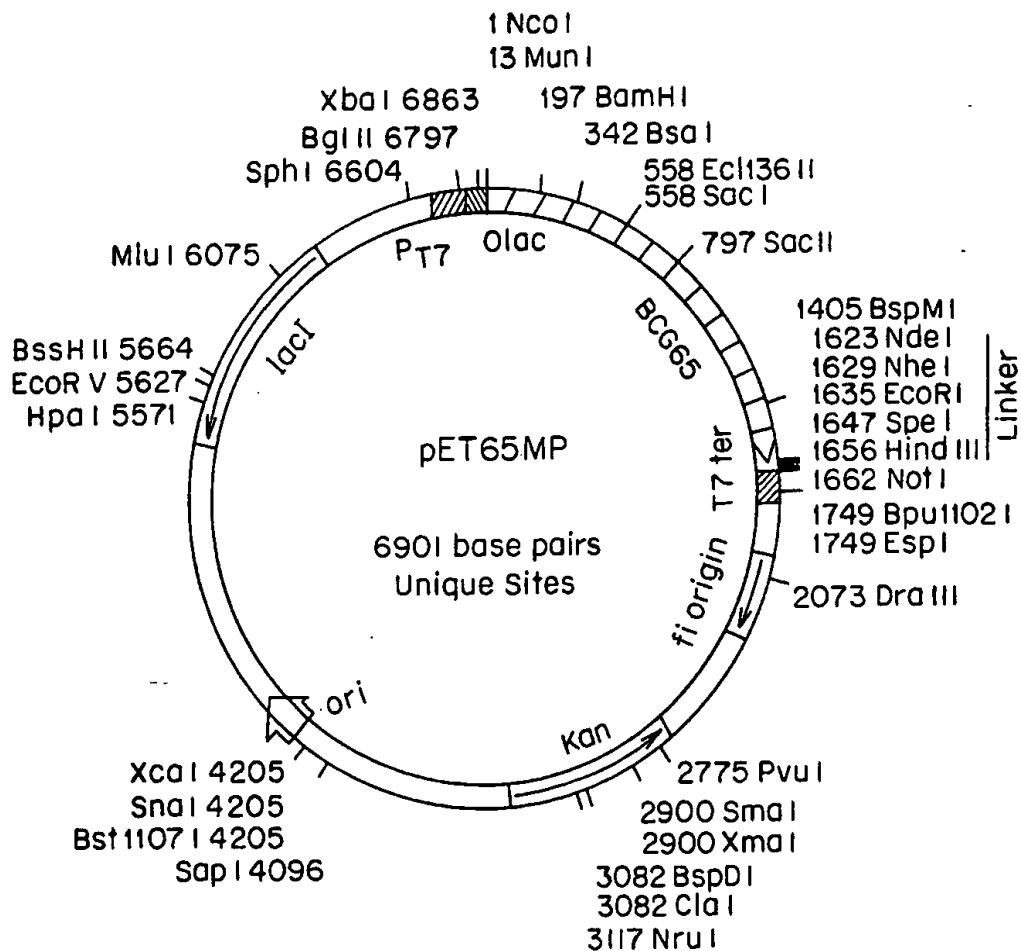 1 Nco I
13 Mun I
Xba I 6863
197 BamH I
Bgl II 6797
342 Bsa I
Sph I 6604
558 Ecl136 II
558 Sac I
797 Sac II
Mlu I 6075
PT7
Olac
BCG65
lacI
1405 BspM I
1623 Nde I
1629 Nhe I
1635 EcoR I
1647 Spe I
1656 Hind III
Linker
1662 Not I
1749 Bpu1102 I
1749 Esp I
2073 Dra III
BssH II 5664
EcoR V 5627
Hpa I 5571
T7 ter
pET65MP
6901 base pairs
Unique Sites
fi origin
ori
Kan
Xca I 4205
Sna I 4205
Bst1107 I 4205
Sap I 4096
2775 Pvu I
2900 Sma I
2900 Xma I
3082 BspD I
3082 Cla I
3117 Nru I